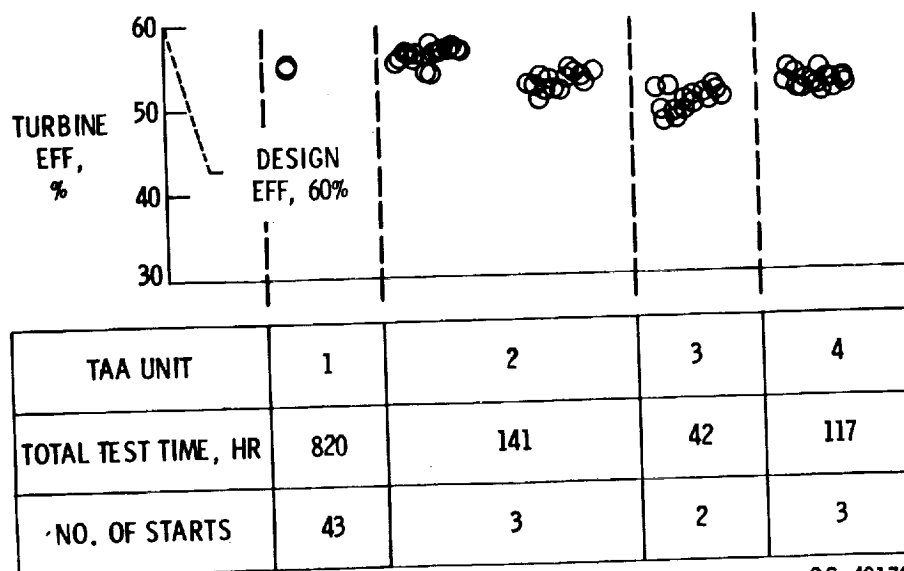 60
50
40
30
TURBINE
EFF,
%
DESIGN
EFF, 60%
TAA UNIT 1 2 3 4
TOTAL TEST TIME, HR 820 141 42 117
NO. OF STARTS 43 3 2 3